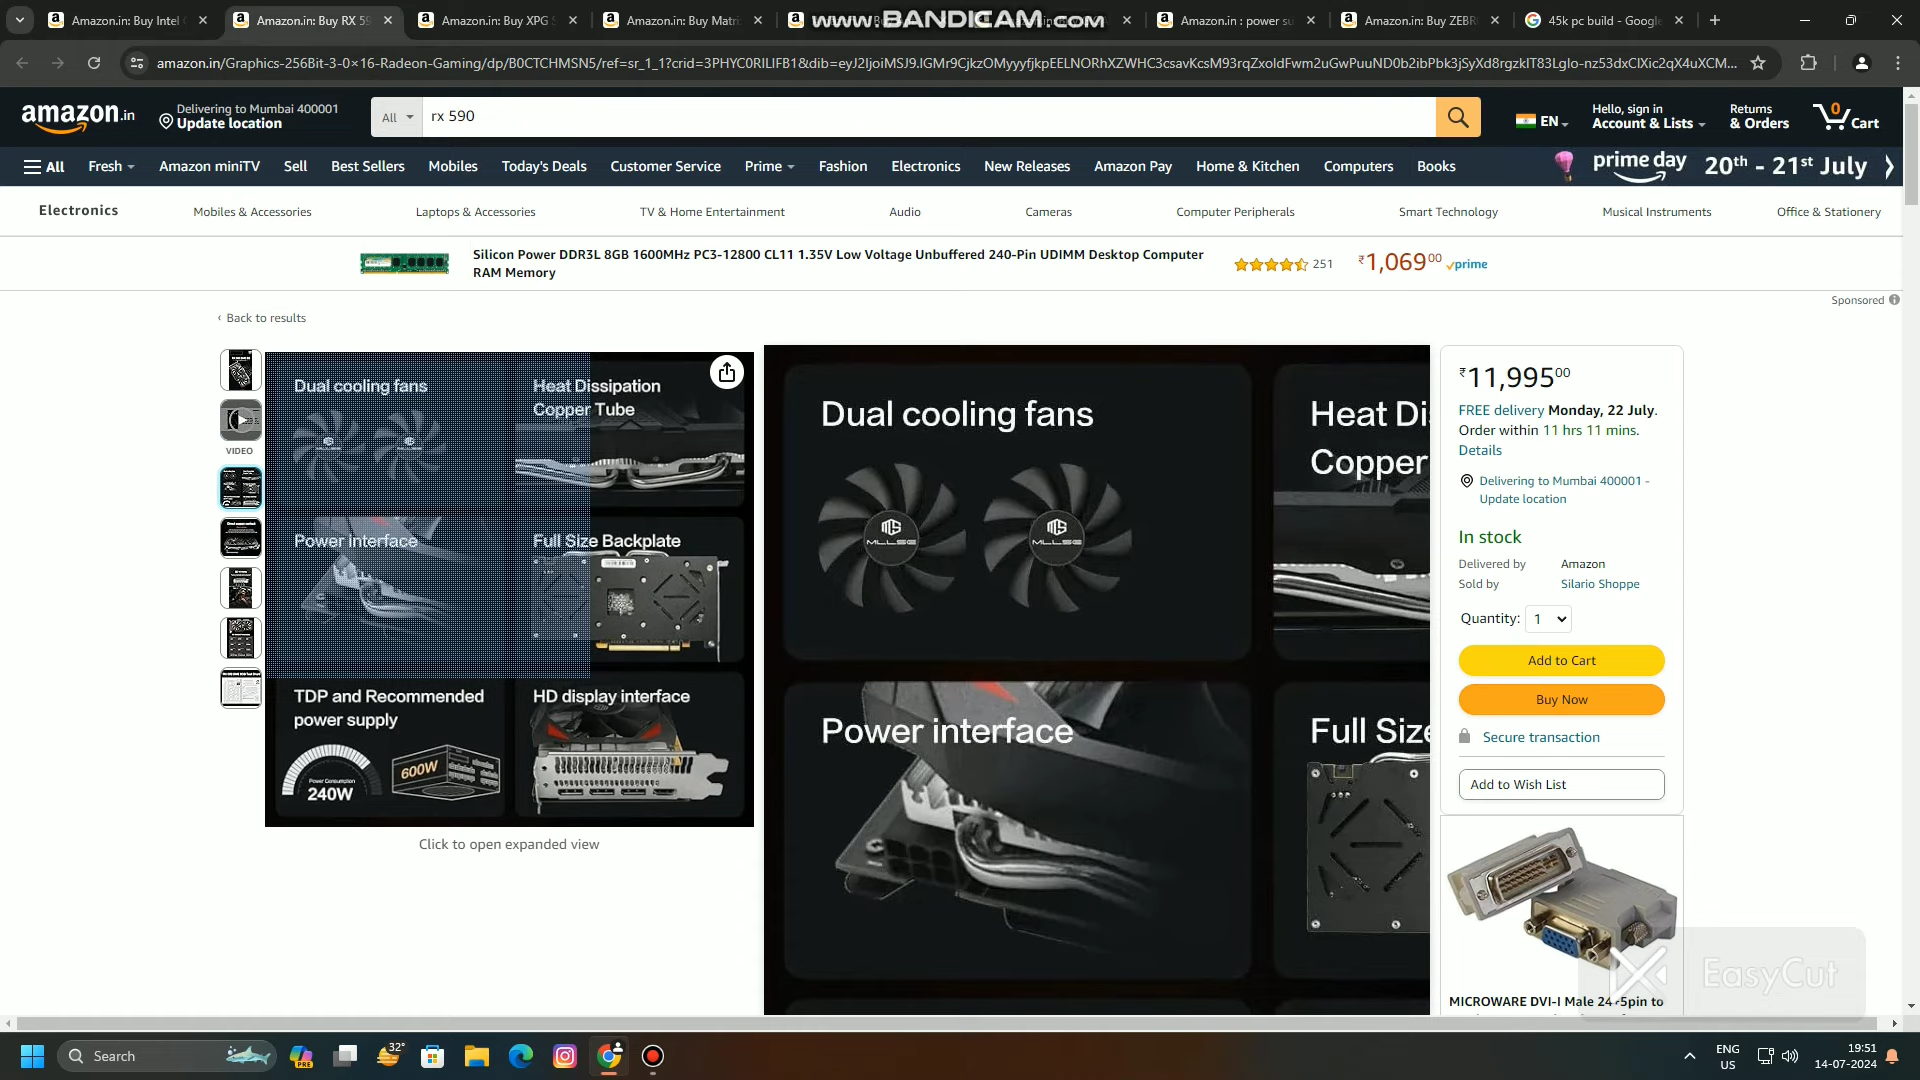 Amazon.in: Buy Intel
Amazon.in: Buy RX 59
Amazon.in: Buy XPG S
Amazon.in: Buy Matri
Amazon.in : power su
Amazon.in: Buy ZEBR
45k pc build - Google
www.BANDICAM.com
amazon.in/Graphics-256Bit-3-0×16-Radeon-Gaming/dp/B0CTCHMSN5/ref=sr_1_1?crid=3PHYC0RILIFB1&dib=
amazon.in
Delivering to Mumbai 400001
Update location
All
rx 590
EN
Hello, sign in
Account & Lists
Returns
& Orders
0
Cart
All
Fresh
Amazon miniTV
Sell
Best Sellers
Mobiles
Today's Deals
Customer Service
Prime
Fashion
Electronics
New Releases
Amazon Pay
Home & Kitchen
Computers
Books
prime day
20th - 21st July
Electronics
Mobiles & Accessories
Laptops & Accessories
TV & Home Entertainment
Audio
Cameras
Computer Peripherals
Smart Technology
Musical Instruments
Office & Stationery
Silicon Power DDR3L 8GB 1600MHz PC3-12800 CL11 1.35V Low Voltage Unbuffered 240-Pin UDIMM Desktop Computer
RAM Memory
251
₹1,06900
prime
Sponsored
‹ Back to results
VIDEO
Dual cooling fans
Heat Dissipation
Copper Tube
Power interface
Full Size Backplate
TDP and Recommended
power supply
Power Consumption
240W
600W
HD display interface
Click to open expanded view
Dual cooling fans
MLLSE
MLLSE
Heat Di
Copper
Power interface
Full Size
₹11,99500
FREE delivery Monday, 22 July.
Order within 11 hrs 11 mins.
Details
Delivering to Mumbai 400001 -
Update location
In stock
Delivered by
Amazon
Sold by
Silario Shoppe
Quantity: 1
Add to Cart
Buy Now
Secure transaction
Add to Wish List
MICROWARE DVI-I Male 24+5pin to
EasyCut
Search
PRE
32°
ENG
US
19:51
14-07-2024